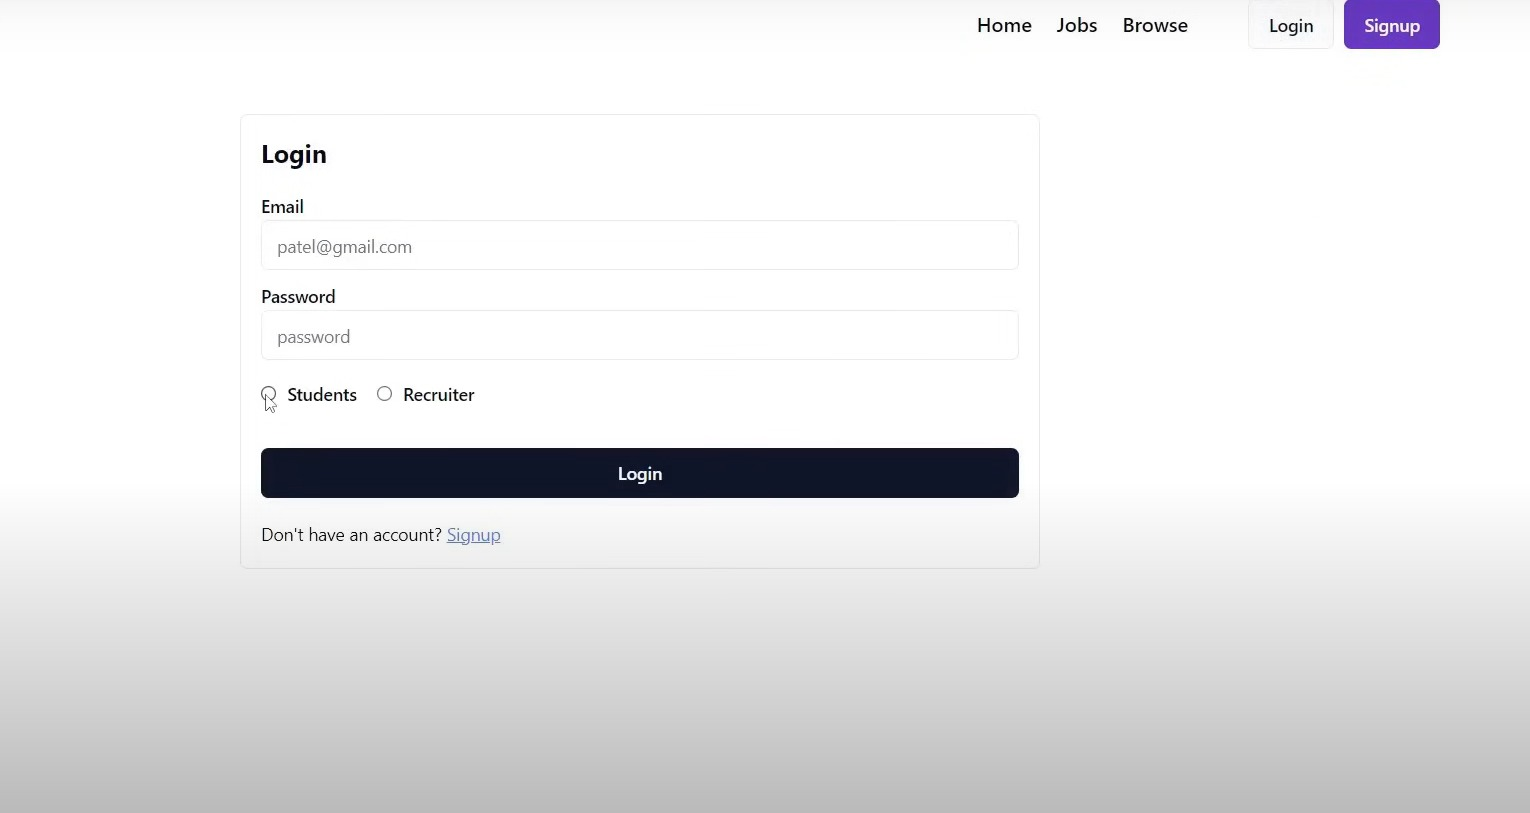 Home Jobs Browse Login Signup
Login
Email
patel@gmail.com
Password
password
Students Recruiter
Login
Don't have an account? Signup